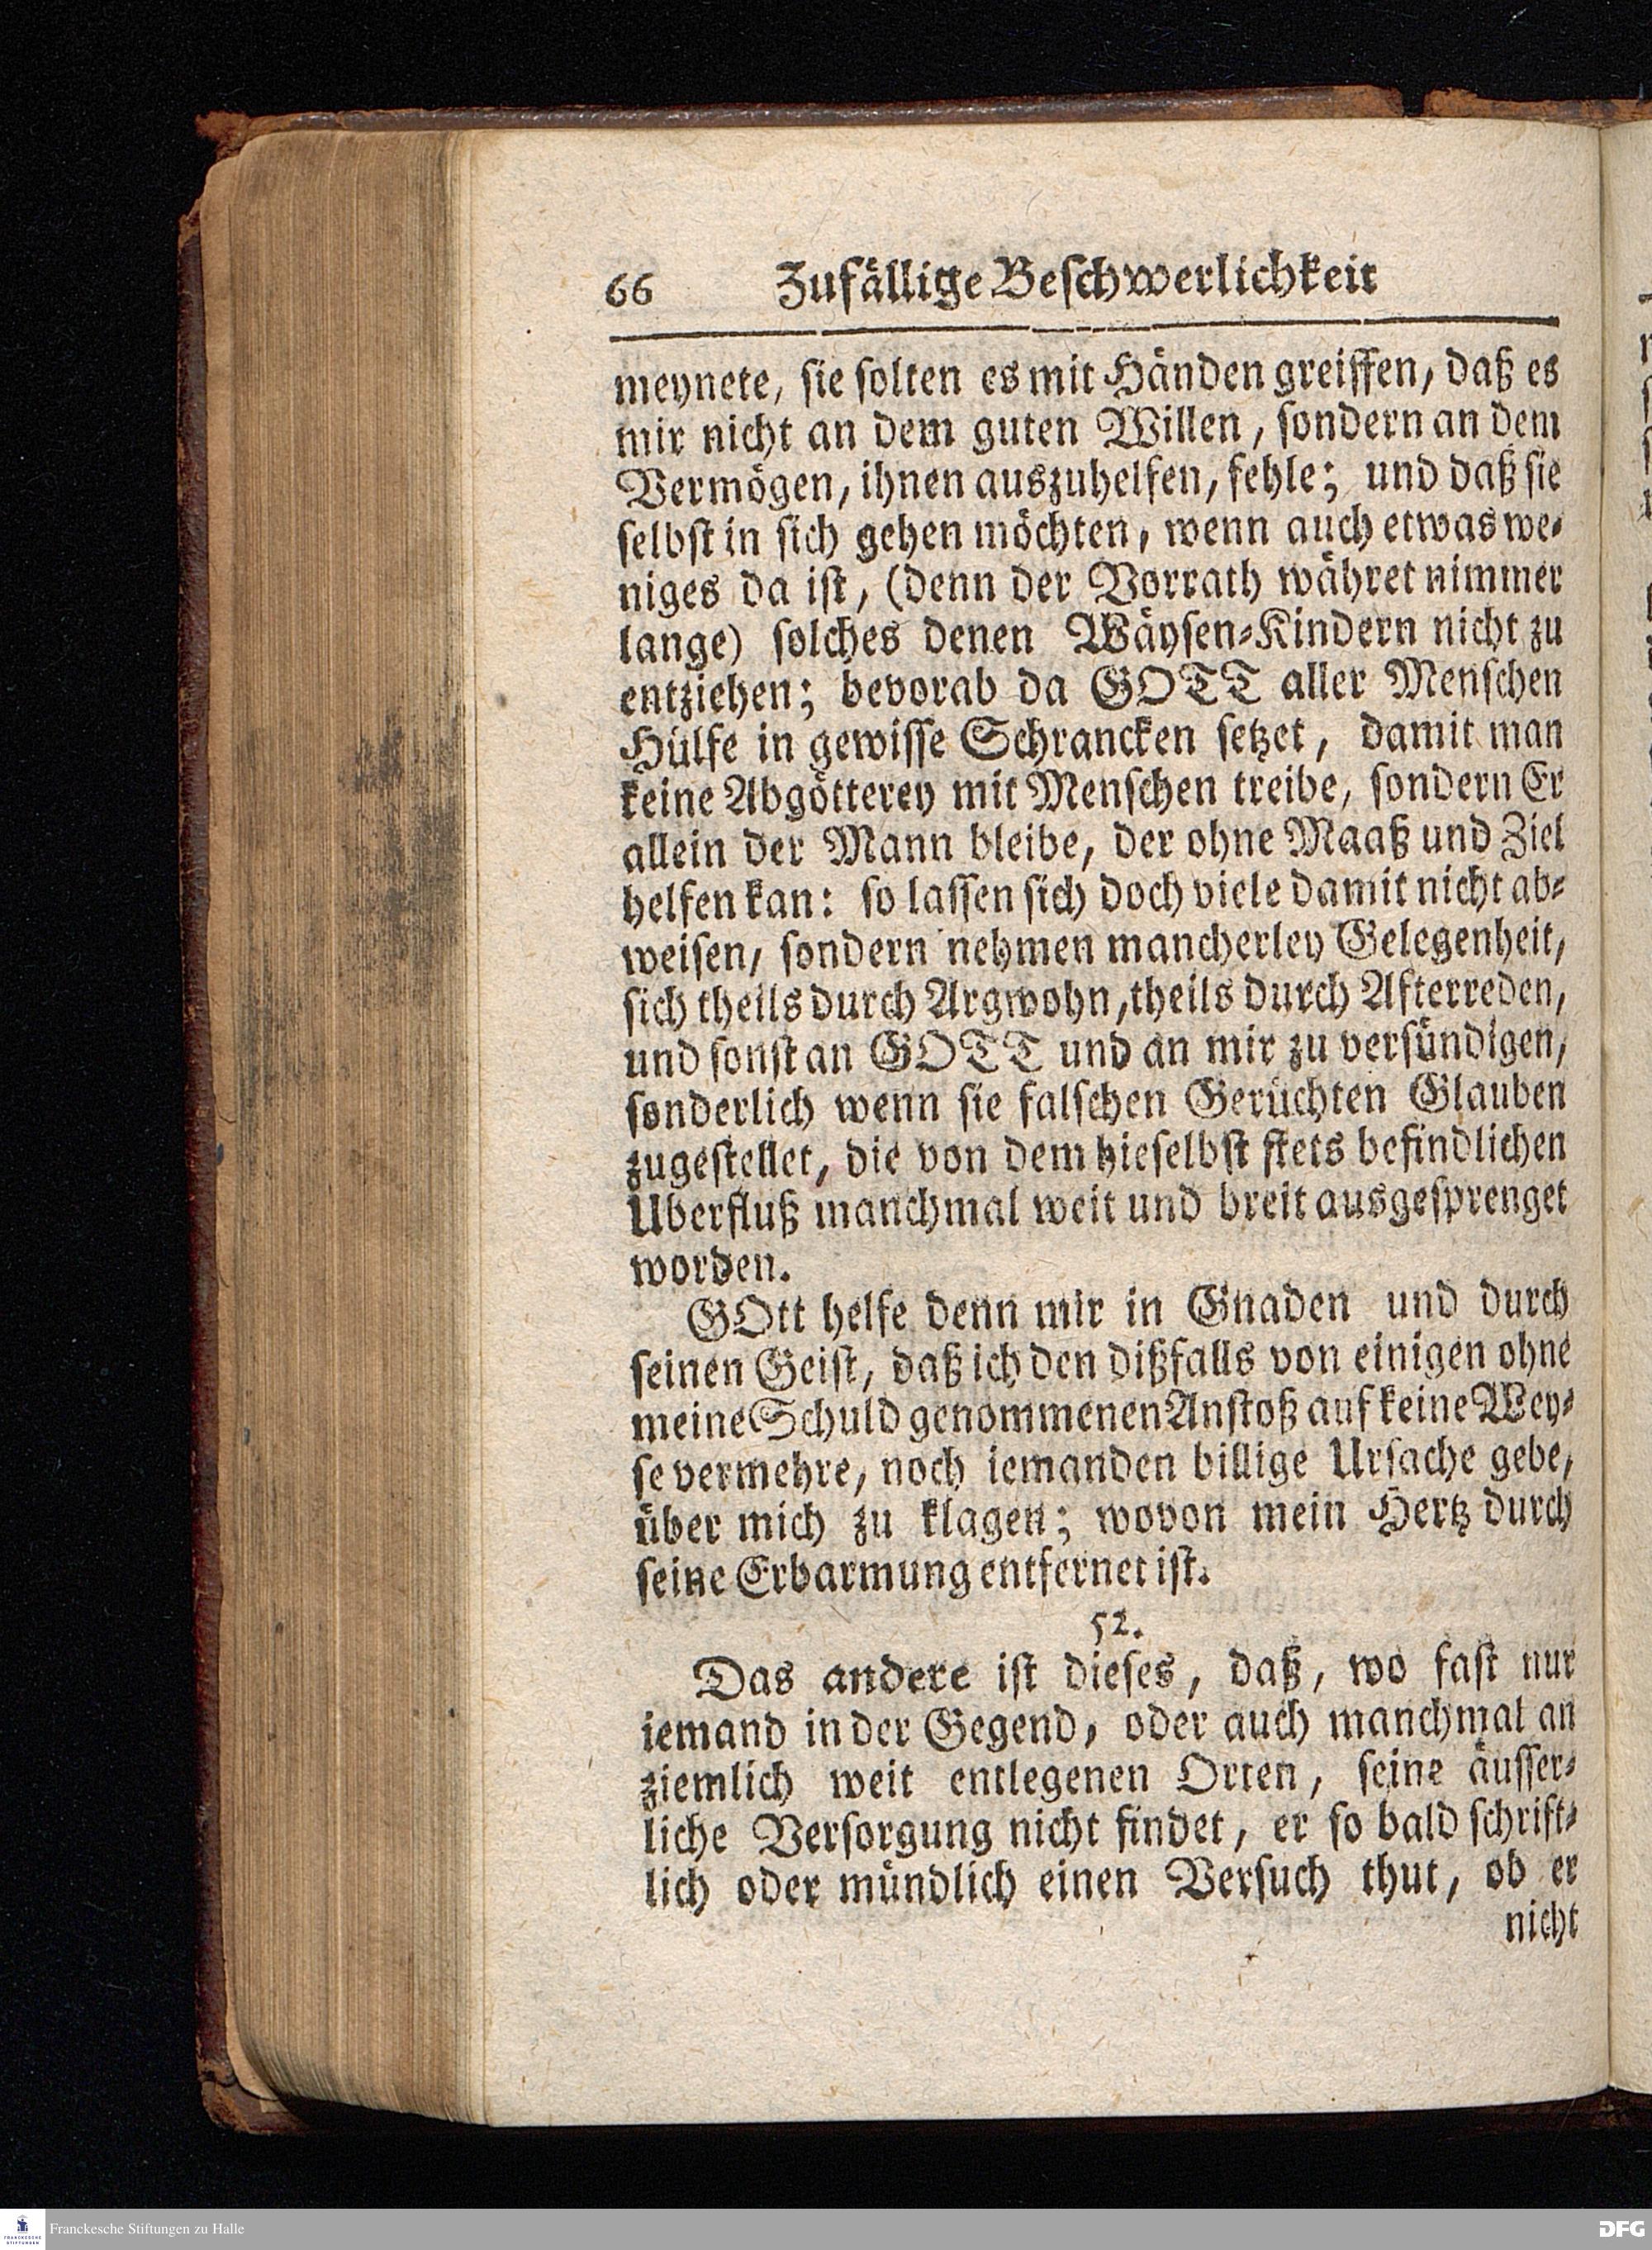 66 Zufällige Beschwerlichkeit
meynete, sie solten es mit Händen greiffen, daß es
mir nicht an dem guten Willen, sondern an dem
Vermögen, ihnen auszuhelfen, fehle; und daß sie
selbst in sich gehen möchten, wenn auch etwas we-
niges da ist, (denn der Vorrath währet nimmer
lange) solches denen Wäysen-Kindern nicht zu
entziehen; bevorab da GOTT aller Menschen
Hülfe in gewisse Schrancken setzet, damit man
keine Abgötterey mit Menschen treibe, sondern Er
allein der Mann bleibe, der ohne Maaß und Ziel
helfen kan: so lassen sich doch viele damit nicht ab-
weisen, sondern nehmen mancherley Gelegenheit,
sich theils durch Argwohn, theils durch Afterreden,
und sonst an GOTT und an mir zu versündigen,
sonderlich wenn sie falschen Gerüchten Glauben
zugestellet, die von dem hieselbst stets befindlichen
Uberfluß manchmal weit und breit ausgesprenget
worden.
GOtt helfe denn mir in Gnaden und durch
seinen Geist, daß ich den dißfalls von einigen ohne
meine Schuld genommenen Anstoß auf keine Wey-
se vermehre, noch iemanden billige Ursache gebe,
über mich zu klagen; wovon mein Hertz durch
seine Erbarmung entfernet ist.
52.
Das andere ist dieses, daß, wo fast nur
iemand in der Gegend, oder auch manchmal an
ziemlich weit entlegenen Orten, seine äusser-
liche Versorgung nicht findet, er so bald schrift-
lich oder mündlich einen Versuch thut, ob er
nicht
Franckesche Stiftungen zu Halle
DFG